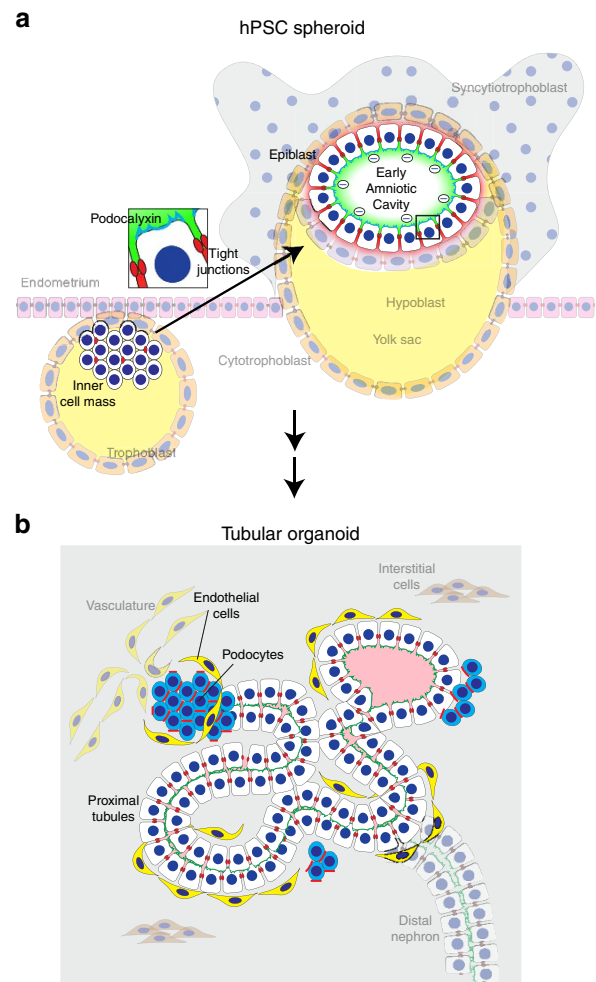 a
hPSC spheroid
Syncytiotrophoblast
Epiblast
Early
Amniotic
Cavity
Podocalyxin
Tight
junctions
Endometrium
Hypoblast
Yolk sac
Cytotrophoblast
Inner
cell mass
Trophoblast
b
Tubular organoid
Interstitial
cells
Vasculature
Endothelial
cells
Podocytes
Proximal
tubules
Distal
nephron